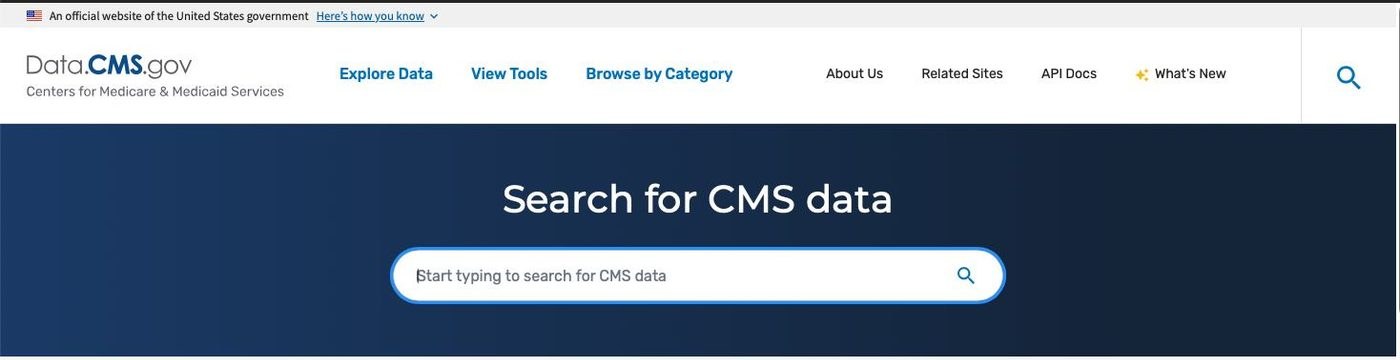 An official website of the United States government Here's how you know
Data.CMS.gov
Centers for Medicare & Medicaid Services
Explore Data View Tools Browse by Category About Us Related Sites API Docs What's New
Search for CMS data
Start typing to search for CMS data